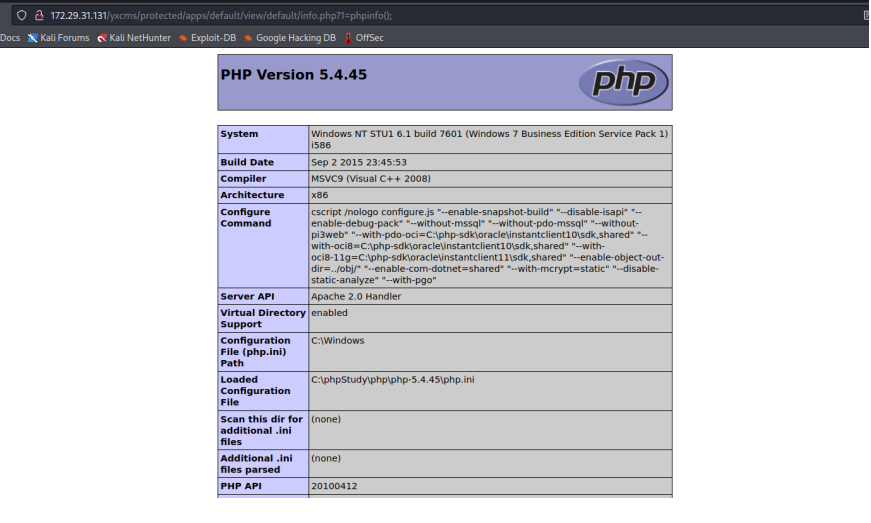 172.29.31.131/yxcms/protected/apps/default/view/default/info.php?1=phpinfo();
Docs Kali Forums Kali NetHunter Exploit-DB Google Hacking DB OffSec
PHP Version 5.4.45
php
System Windows NT STU1 6.1 build 7601 (Windows 7 Business Edition Service Pack 1)
i586
Build Date Sep 2 2015 23:45:53
Compiler MSVC9 (Visual C++ 2008)
Architecture x86
Configure cscript /nologo configure.js "--enable-snapshot-build" "--disable-isapi" "--
Command enable-debug-pack" "--without-mssql" "--without-pdo-mssql" "--without-
pi3web" "--with-pdo-oci=C:\php-sdk\oracle\instantclient10\sdk,shared" "--
with-oci8=C:\php-sdk\oracle\instantclient10\sdk,shared" "--with-
oci8-11g=C:\php-sdk\oracle\instantclient11\sdk,shared" "--enable-object-out-
dir=../obj/" "--enable-com-dotnet=shared" "--with-mcrypt=static" "--disable-
static-analyze" "--with-pgo"
Server API Apache 2.0 Handler
Virtual Directory enabled
Support
Configuration C:\Windows
File (php.ini)
Path
Loaded C:\phpStudy\php\php-5.4.45\php.ini
Configuration
File
Scan this dir for (none)
additional .ini
files
Additional .ini (none)
files parsed
PHP API 20100412